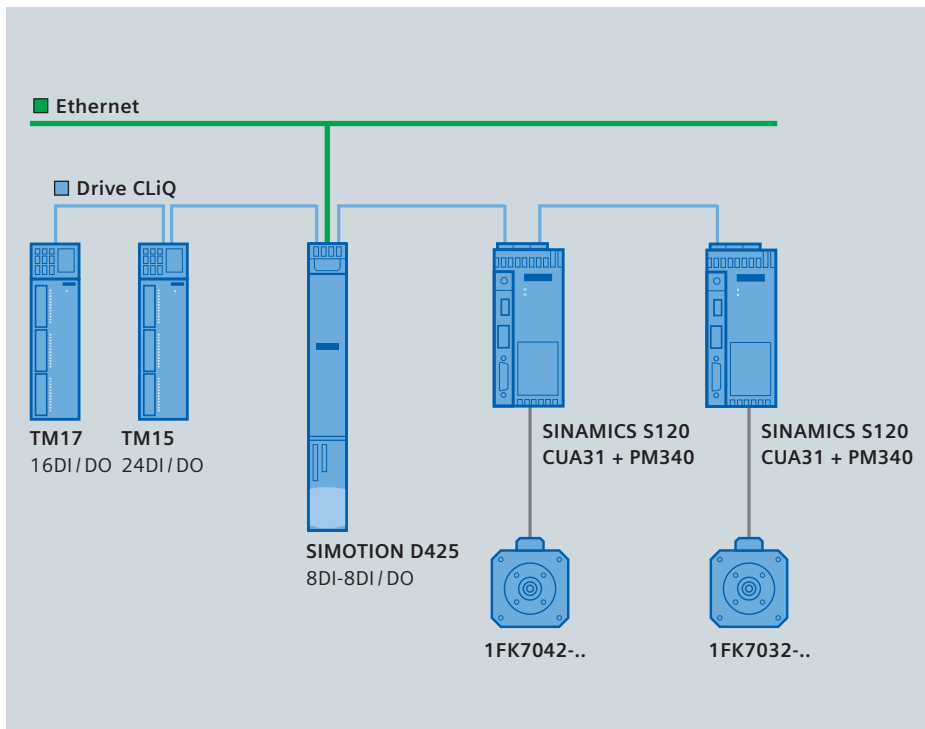 Ethernet
Drive CLiQ
TM17
16DI/DO
TM15
24DI/DO
SIMOTION D425
8DI-8DI/DO
SINAMICS S120
CUA31 + PM340
SINAMICS S120
CUA31 + PM340
1FK7042-..
1FK7032-..